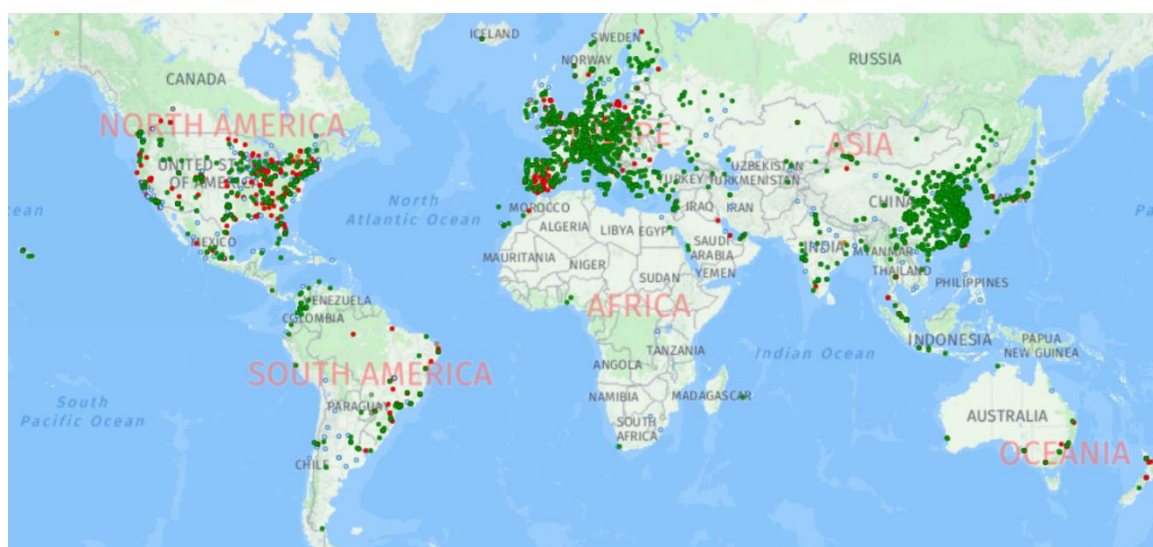 ICELAND
SWEDEN
NORWAY
RUSSIA
CANADA
NORTH AMERICA
ASIA
UNITED STATES
OF AMERICA
UZBEKISTAN
TURKEY
TURKMENISTAN
CHINA
North
Atlantic Ocean
MOROCCO
IRAQ
IRAN
ALGERIA
LIBYA
EGYPT
MEXICO
SAUDI
ARABIA
INDIA
MYANMAR
MAURITANIA
NIGER
SUDAN
YEMEN
THAILAND
PHILIPPINES
VENEZUELA
AFRICA
COLOMBIA
INDONESIA
PAPUA
NEW GUINEA
TANZANIA
Indian Ocean
ANGOLA
SOUTH AMERICA
NAMIBIA
MADAGASCAR
South
Pacific Ocean
PARAGUAY
AUSTRALIA
SOUTH
AFRICA
OCEANIA
CHILE